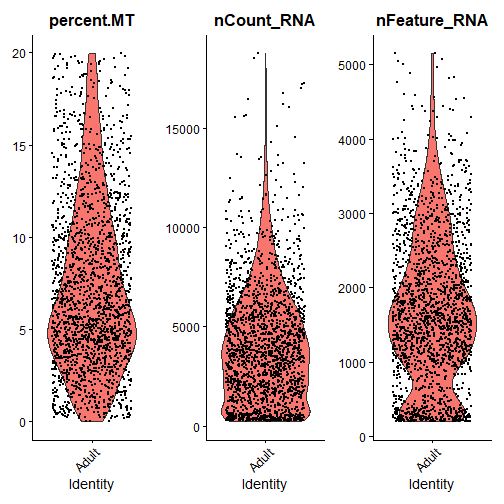 percent.MT
20
15
10
5
0
Adult
Identity
nCount_RNA
15000
10000
5000
0
Adult
Identity
nFeature_RNA
5000
4000
3000
2000
1000
0
Adult
Identity